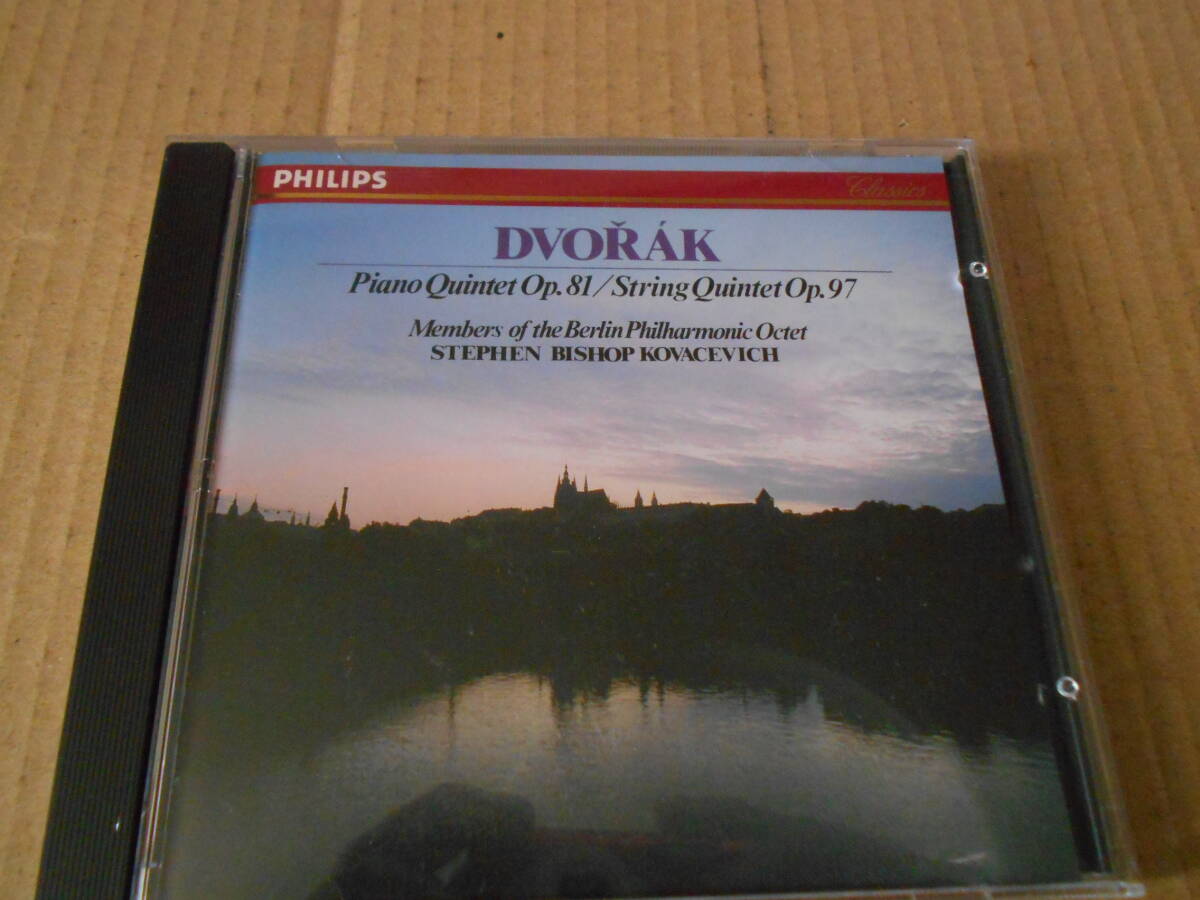 PHILIPS Classics
DVOŘÁK
Piano Quintet Op. 81/String Quintet Op. 97
Members of the Berlin Philharmonic Octet
STEPHEN BISHOP KOVACEVICH